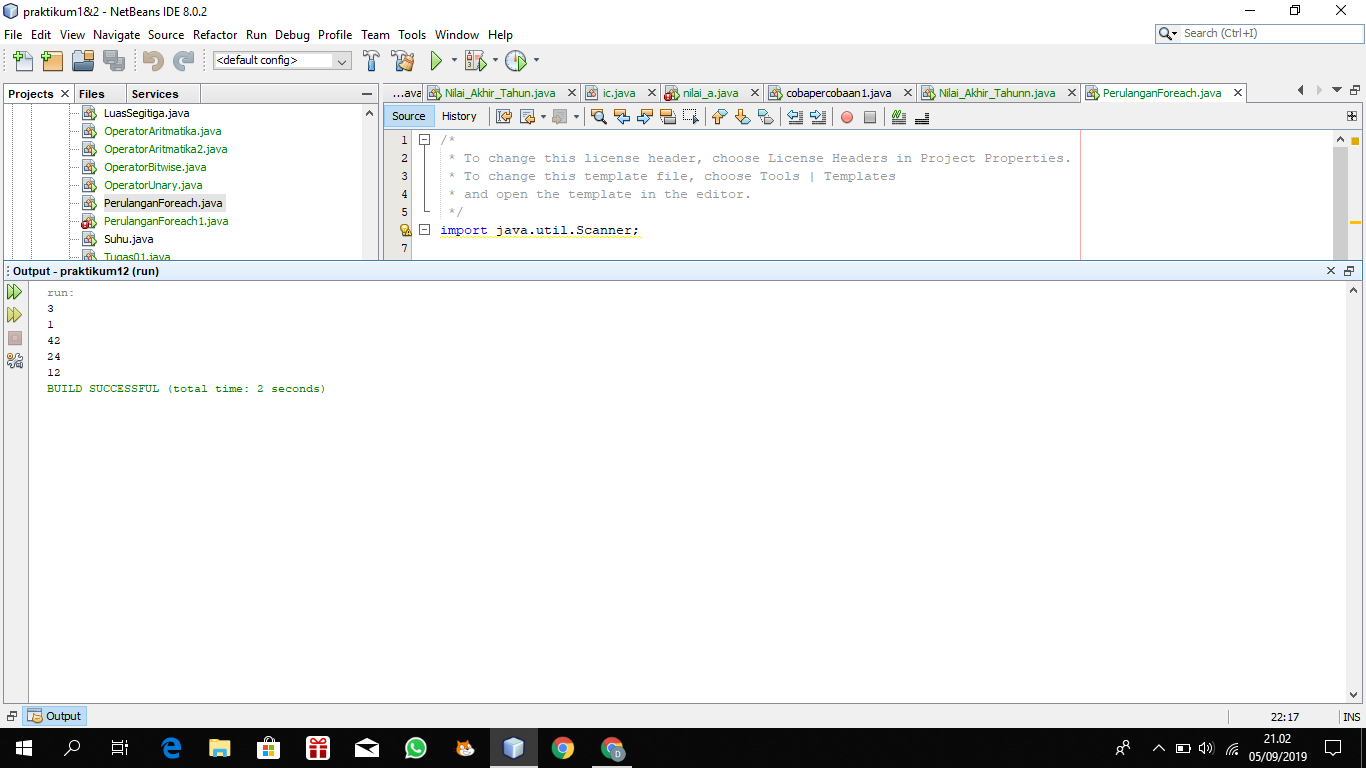 praktikum1&2 - NetBeans IDE 8.0.2
File Edit View Navigate Source Refactor Run Debug Profile Team Tools Window Help
Search (Ctrl+I)
<default config>
Projects Files Services
...ava Nilai_Akhir_Tahun.java ic.java nilai_a.java cobapercobaan1.java Nilai_Akhir_Tahunn.java PerulanganForeach.java
Source History
LuasSegitiga.java
OperatorAritmatika.java
OperatorAritmatika2.java
OperatorBitwise.java
OperatorUnary.java
PerulanganForeach.java
PerulanganForeach1.java
Suhu.java
Tugas01.java
1 /*
2 * To change this license header, choose License Headers in Project Properties.
3 * To change this template file, choose Tools | Templates
4 * and open the template in the editor.
5 */
import java.util.Scanner;
7
Output - praktikum12 (run)
run:
3
1
42
24
12
BUILD SUCCESSFUL (total time: 2 seconds)
Output
22:17 INS
21.02
05/09/2019